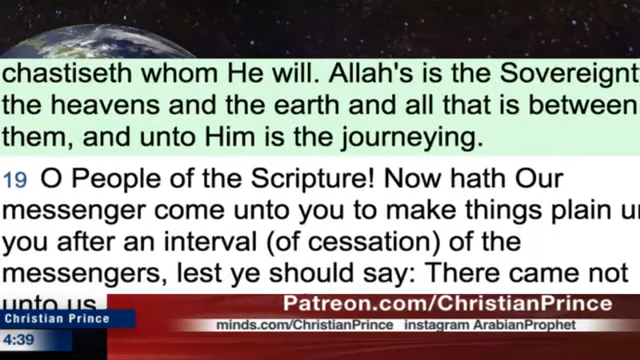 chastiseth whom He will. Allah's is the
the heavens and the earth and all that is between
them, and unto Him is the journeying.
19 O People of the Scripture! Now hath Our
messenger come unto you to make things plain
you after an interval (of cessation) of the
messengers, lest ye should say: There came not
unto us
Patreon.com/ChristianPrince
Christian Prince
minds.com/ChristianPrince instagram ArabianProphet
4:39